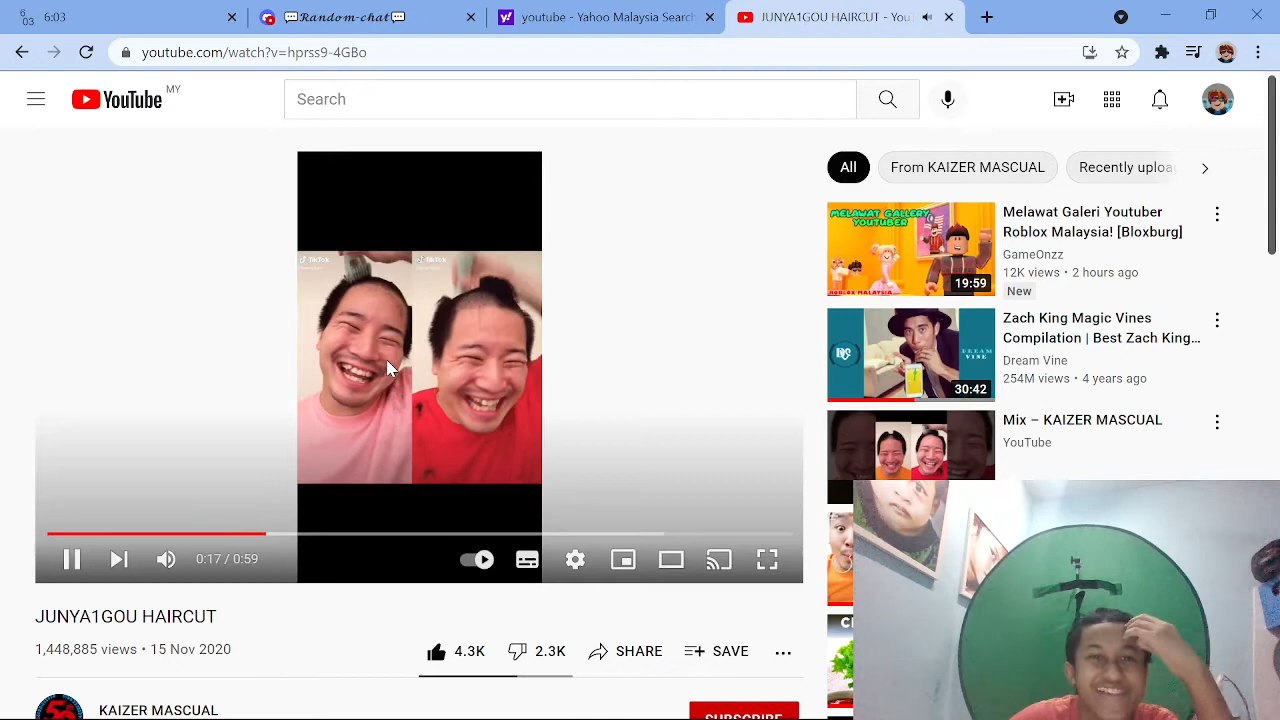 Random-chat
youtube - Yahoo Malaysia Search
JUNYA1GOU HAIRCUT - You
youtube.com/watch?v=hprss9-4GBo
YouTube MY
Search
All
From KAIZER MASCUAL
Recently uploa
TikTok
TikTok
MELAWAT GALLERY
YOUTUBER
19:59
Melawat Galeri Youtuber
Roblox Malaysia! [Bloxburg]
GameOnzz
12K views • 2 hours ago
New
DREAM
VINE
30:42
Zach King Magic Vines
Compilation | Best Zach King...
Dream Vine
254M views • 4 years ago
Mix – KAIZER MASCUAL
YouTube
0:17 / 0:59
JUNYA1GOU HAIRCUT
1,448,885 views • 15 Nov 2020
4.3K
2.3K
SHARE
SAVE
KAIZER MASCUAL
SUBSCRIBE